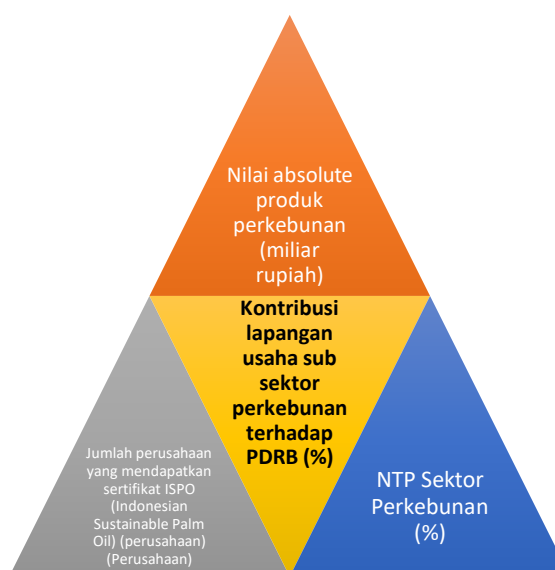 Nilai absolute
produk
perkebunan
(miliar
rupiah)
Kontribusi
lapangan
usaha sub
sektor
perkebunan
terhadap
PDRB (%)
Jumlah perusahaan
yang mendapatkan
sertifikat ISPO
(Indonesian
Sustainable Palm
Oil) (perusahaan)
(Perusahaan)
NTP Sektor
Perkebunan
(%)